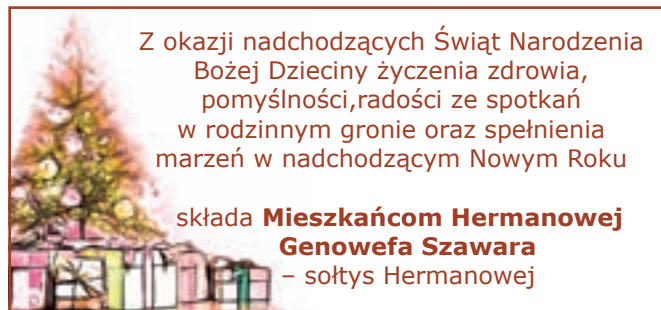 Z okazji nadchodzących Świąt Narodzenia
Bożej Dzieciny życzenia zdrowia,
pomyślności,radości ze spotkań
w rodzinnym gronie oraz spełnienia
marzeń w nadchodzącym Nowym Roku
składa Mieszkańcom Hermanowej
Genowefa Szawara
– sołtys Hermanowej